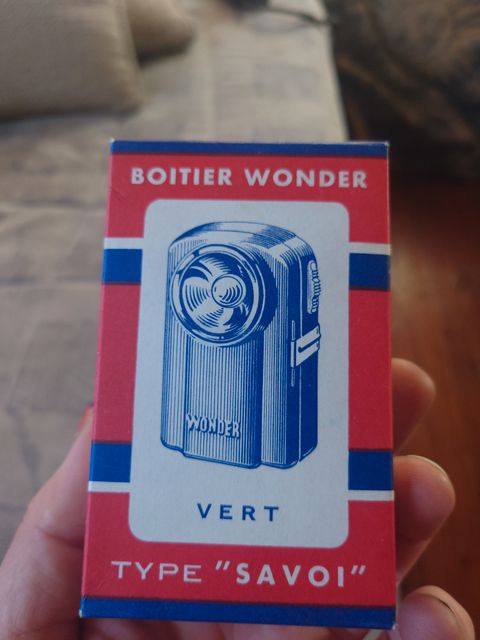 BOITIER WONDER
WONDER
VERT
TYPE "SAVOI"